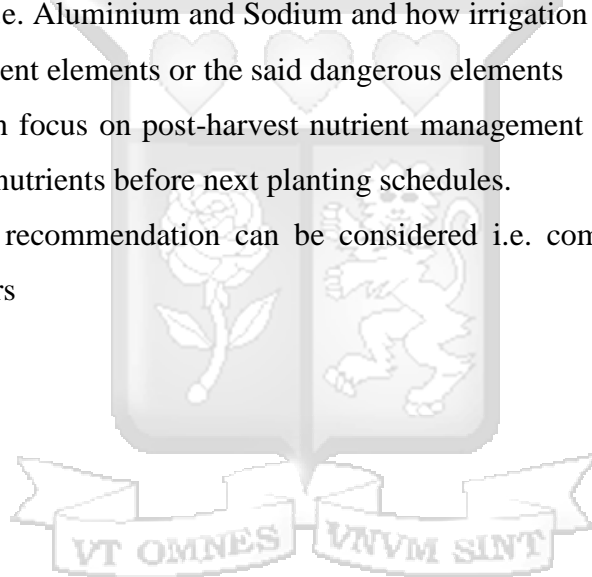 e. Aluminium and Sodium and how irrigation
ent elements or the said dangerous elements
focus on post-harvest nutrient management
nutrients before next planting schedules.
recommendation can be considered i.e. com
rs
VT OMNES VNVM SINT